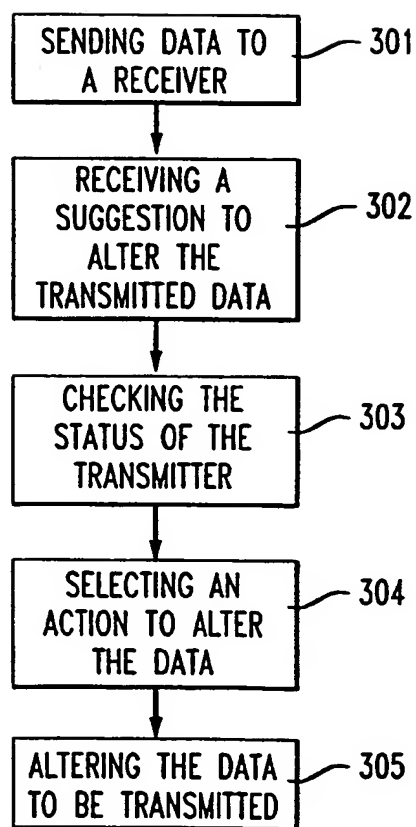 SENDING DATA TO
A RECEIVER
301
RECEIVING A
SUGGESTION TO
ALTER THE
TRANSMITTED DATA
302
CHECKING THE
STATUS OF THE
TRANSMITTER
303
SELECTING AN
ACTION TO ALTER
THE DATA
304
ALTERING THE DATA
TO BE TRANSMITTED
305